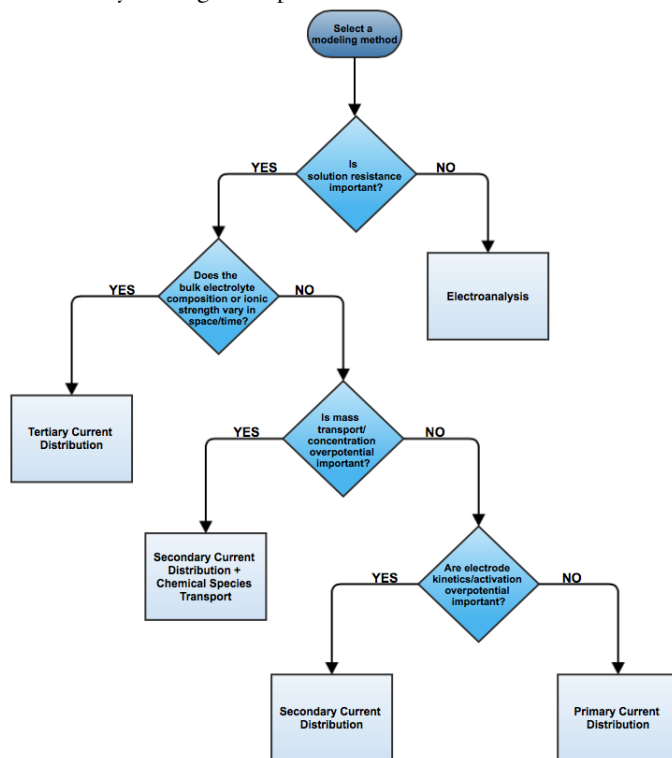 Select a
modeling method
Is
solution resistance
important?
YES
NO
Does the
bulk electrolyte
composition or ionic
strength vary in
space/time?
YES
NO
Electroanalysis
Tertiary Current
Distribution
Is mass
transport/
concentration
overpotential
important?
YES
NO
Secondary Current
Distribution +
Chemical Species
Transport
Are electrode
kinetics/activation
overpotential
important?
YES
NO
Secondary Current
Distribution
Primary Current
Distribution